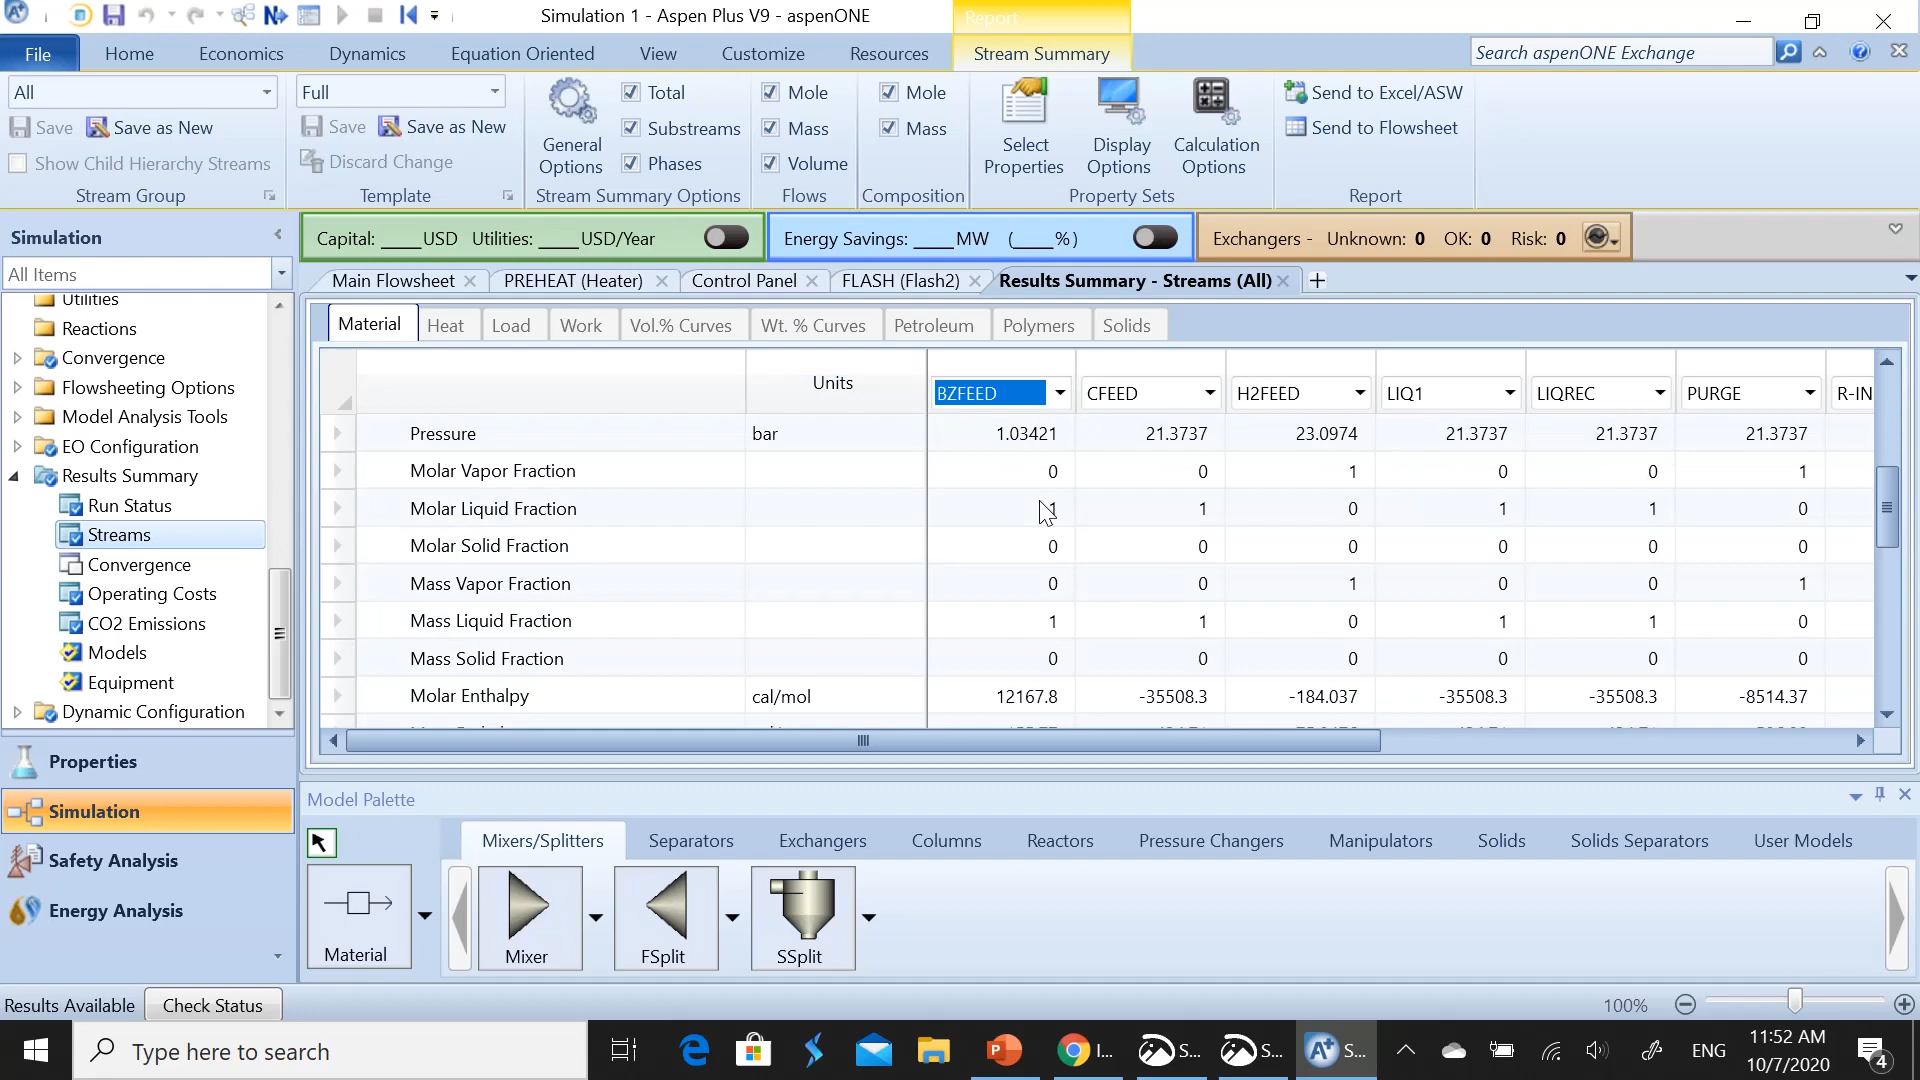 Simulation 1 - Aspen Plus V9 - aspenONE
Report
File Home Economics Dynamics Equation Oriented View Customize Resources Stream Summary Search aspenONE Exchange
All Full Total Mole Mole Send to Excel/ASW
Save Save as New Save Save as New Substreams Mass Mass Send to Flowsheet
Show Child Hierarchy Streams Discard Change General Options Phases Volume Select Properties Display Options Calculation Options
Stream Group Template Stream Summary Options Flows Composition Property Sets Report
Simulation Capital: ____USD Utilities: ____USD/Year Energy Savings: ____MW (____%) Exchangers - Unknown: 0 OK: 0 Risk: 0
All Items Main Flowsheet PREHEAT (Heater) Control Panel FLASH (Flash2) Results Summary - Streams (All)
Utilities
Reactions
Convergence
Flowsheeting Options
Model Analysis Tools
EO Configuration
Results Summary
Run Status
Streams
Convergence
Operating Costs
CO2 Emissions
Models
Equipment
Dynamic Configuration
Properties
Simulation
Safety Analysis
Energy Analysis
Material Heat Load Work Vol.% Curves Wt. % Curves Petroleum Polymers Solids
Units BZFEED CFEED H2FEED LIQ1 LIQREC PURGE R-IN
Pressure bar 1.03421 21.3737 23.0974 21.3737 21.3737 21.3737
Molar Vapor Fraction 0 0 1 0 0 1
Molar Liquid Fraction 1 1 0 1 1 0
Molar Solid Fraction 0 0 0 0 0 0
Mass Vapor Fraction 0 0 1 0 0 1
Mass Liquid Fraction 1 1 0 1 1 0
Mass Solid Fraction 0 0 0 0 0 0
Molar Enthalpy cal/mol 12167.8 -35508.3 -184.037 -35508.3 -35508.3 -8514.37
Model Palette
Mixers/Splitters Separators Exchangers Columns Reactors Pressure Changers Manipulators Solids Solids Separators User Models
Material Mixer FSplit SSplit
Results Available Check Status 100%
Type here to search I... S... S... S... ENG 11:52 AM
10/7/2020 4